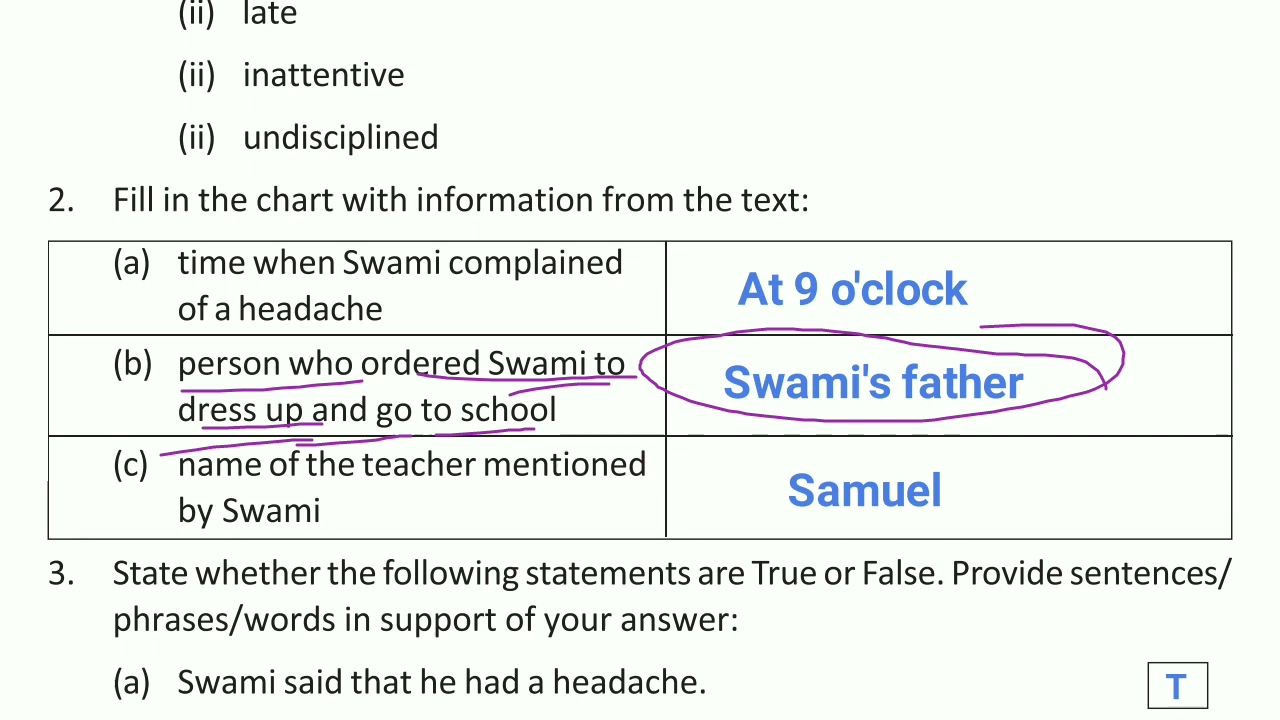 (ii) late
(ii) inattentive
(ii) undisciplined
2. Fill in the chart with information from the text:
(a) time when Swami complained
of a headache
At 9 o'clock
(b) person who ordered Swami to
dress up and go to school
Swami's father
(c) name of the teacher mentioned
by Swami
Samuel
3. State whether the following statements are True or False. Provide sentences/
phrases/words in support of your answer:
(a) Swami said that he had a headache.
T